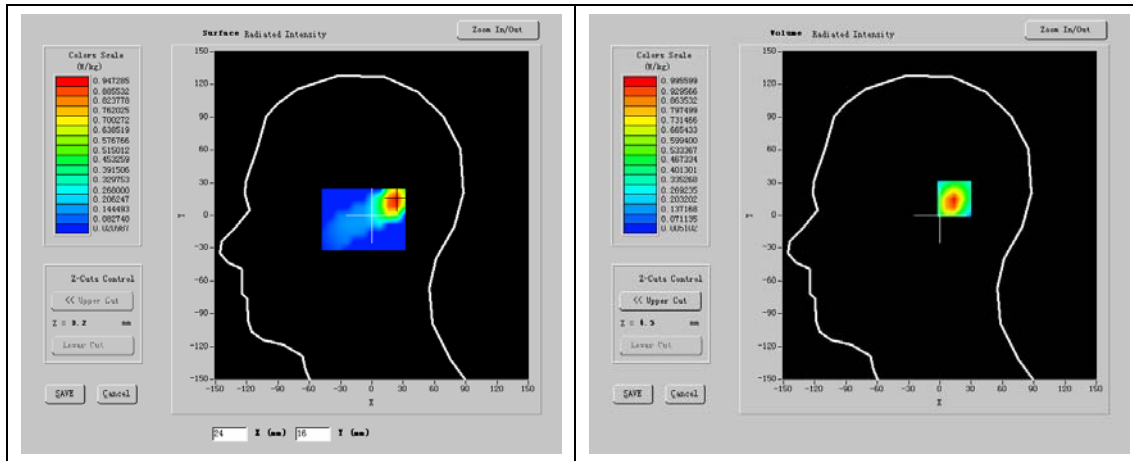 Surface Radiated Intensity
Zoom In/Out
Colors Scale
(W/kg)
0.947285
0.885532
0.823778
0.762025
0.700272
0.638519
0.576766
0.515012
0.453259
0.391506
0.329753
0.268000
0.206247
0.144493
0.082740
0.020987
150
90
60
30
0
-30
-60
-90
-120
-150
-150 -120 -90 -60 -30 0 30 60 90 120 150
Y
X
Z-Cuts Control
<< Upper Cut
mm
Lower Cut
SAVE Cancel
24 X (mm) 16 Y (mm)
Volume Radiated Intensity
Zoom In/Out
Colors Scale
(W/kg)
0.995599
0.929566
0.863532
0.797499
0.731466
0.665433
0.599400
0.533367
0.467334
0.401301
0.335268
0.269235
0.203202
0.137168
0.071135
0.005102
150
90
60
30
0
-30
-60
-90
-120
-150
-150 -120 -90 -60 -30 0 30 60 90 120 150
Y
X
Z-Cuts Control
<< Upper Cut
mm
Lower Cut
SAVE Cancel